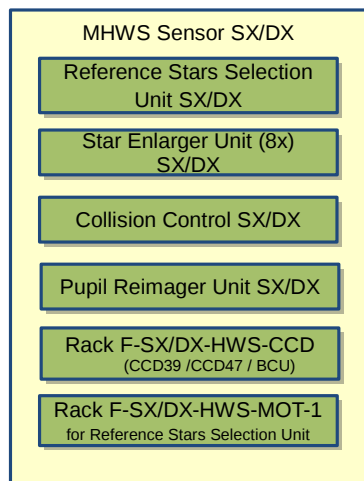 MHWS Sensor SX/DX
Reference Stars Selection
Unit SX/DX
Star Enlarger Unit (8x)
SX/DX
Collision Control SX/DX
Pupil Reimager Unit SX/DX
Rack F-SX/DX-HWS-CCD
(CCD39 /CCD47 / BCU)
Rack F-SX/DX-HWS-MOT-1
for Reference Stars Selection Unit